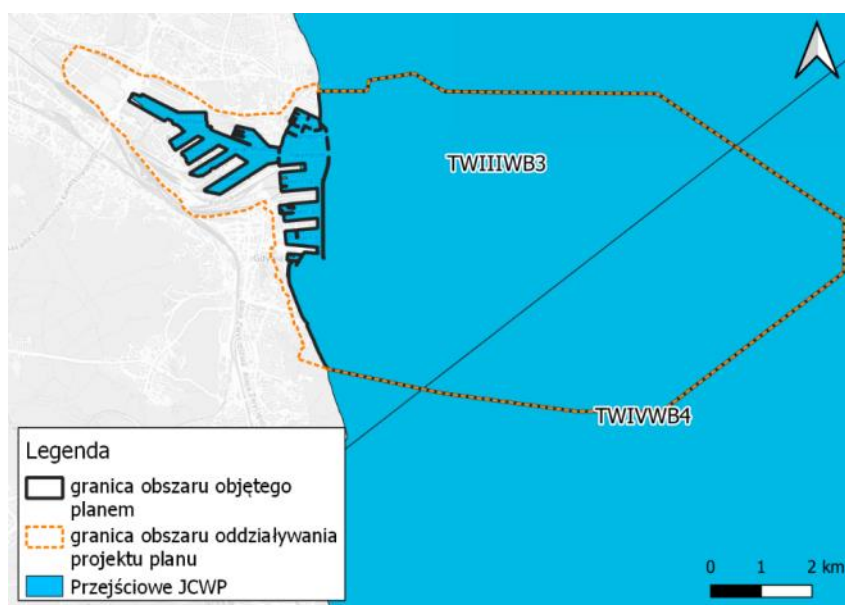 TWIIIWB3
TWIVWB4
Legenda
granica obszaru objętego
planem
granica obszaru oddziaływania
projektu planu
Przejściowe JCWP
0 1 2 km